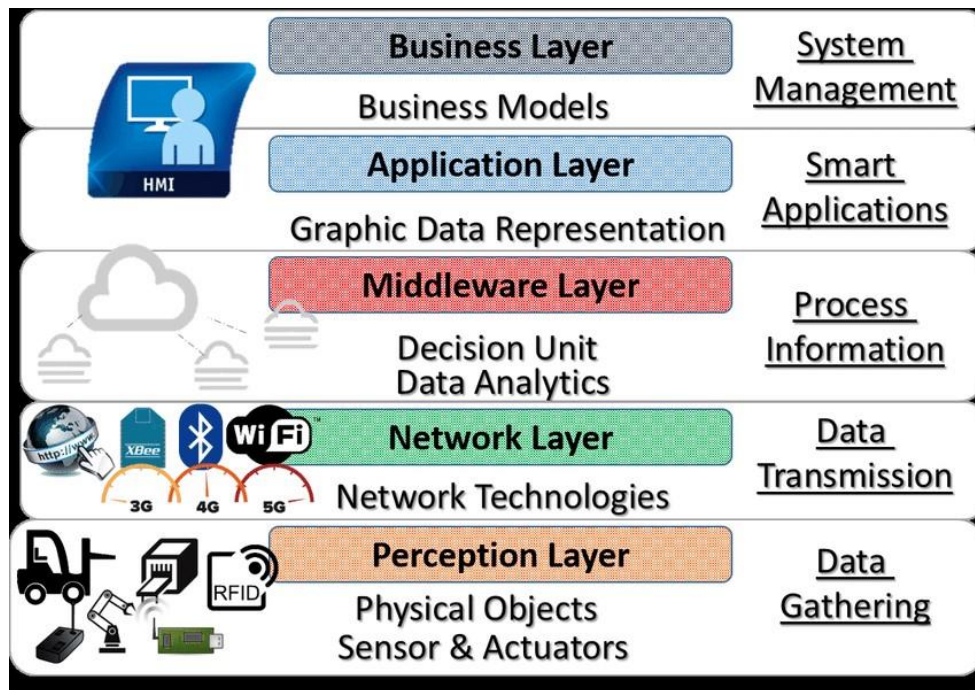 Business Layer
Business Models
System
Management
HMI
Application Layer
Graphic Data Representation
Smart
Applications
Middleware Layer
Decision Unit
Data Analytics
Process
Information
http://www
XBee
WiFi™
3G
4G
5G
Network Layer
Network Technologies
Data
Transmission
RFID
Perception Layer
Physical Objects
Sensor & Actuators
Data
Gathering